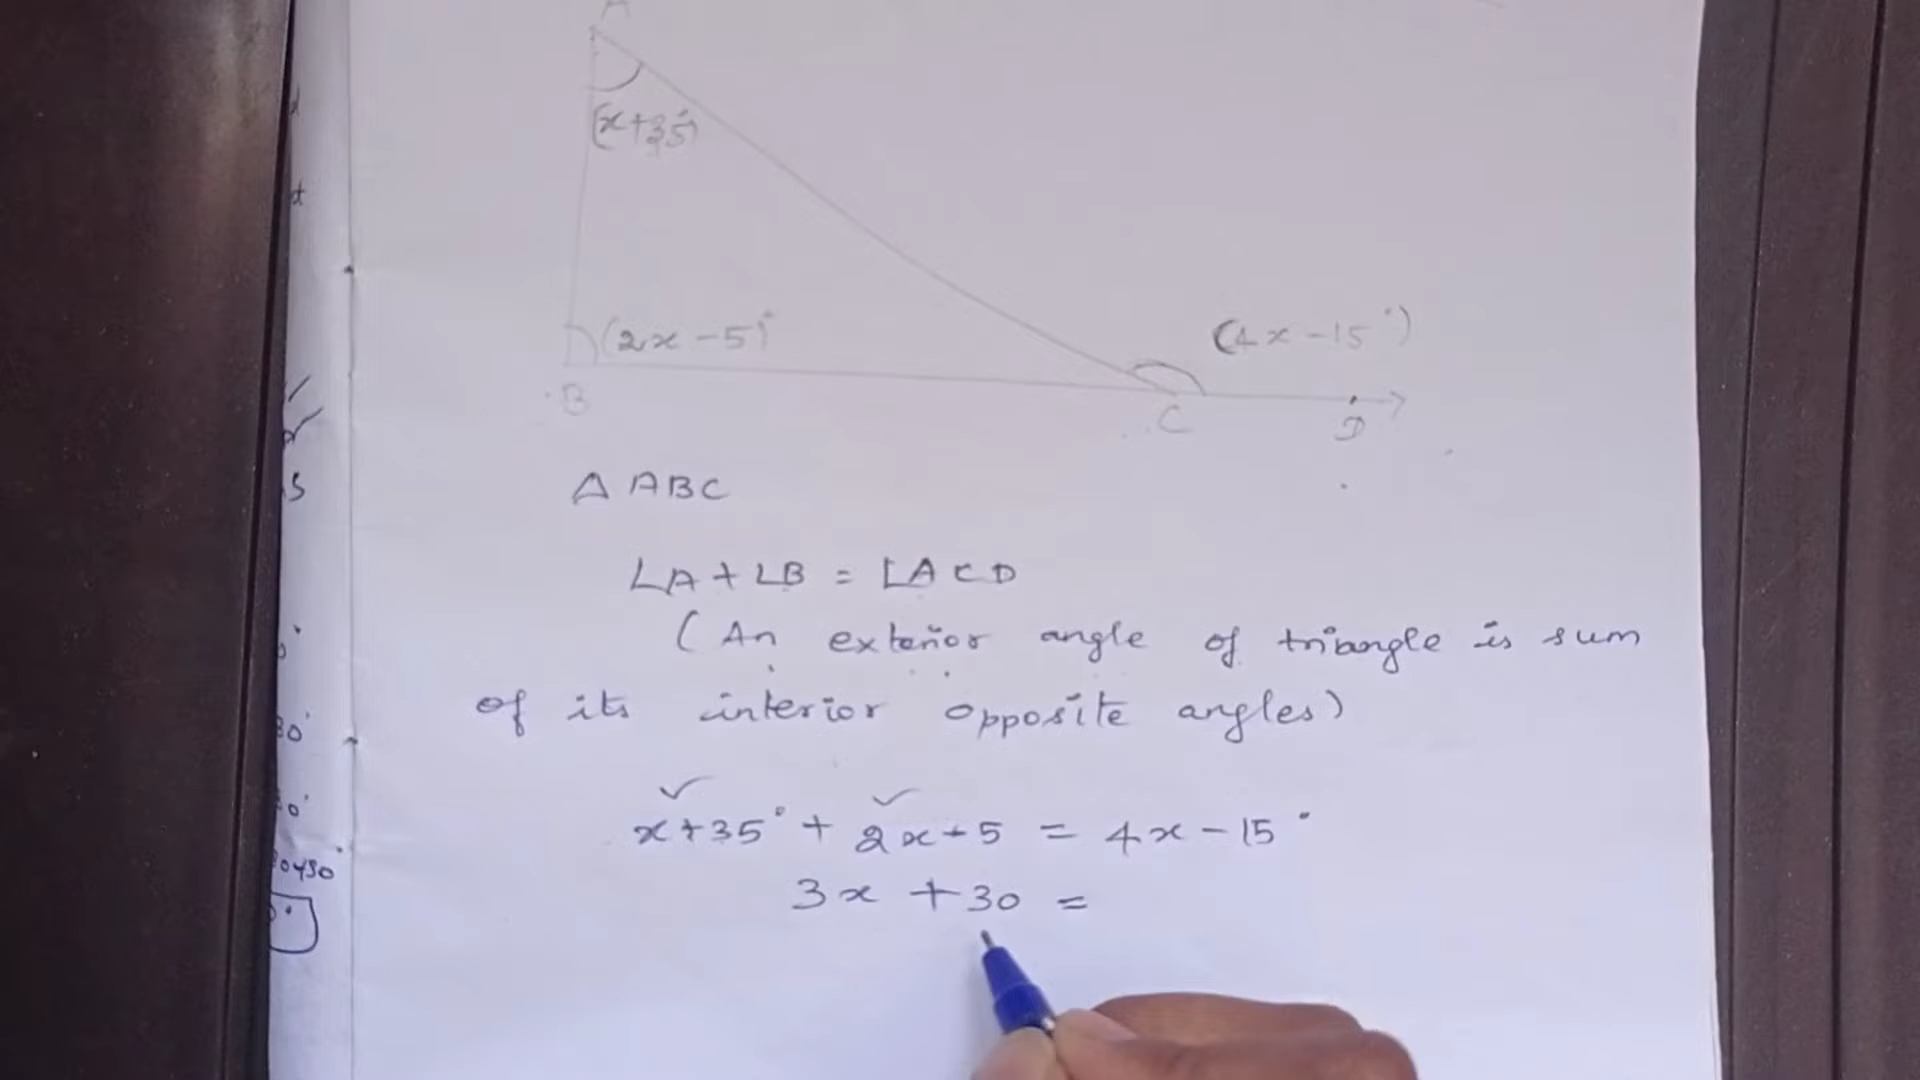 A
(x+35°)
(2x-5)°
(4x-15°)
B
C
D
Δ ABC
∠A+∠B = ∠ACD
(An exterior angle of triangle is sum
of its interior opposite angles)
x+35° + 2x-5 = 4x-15°
3x +30 =
s
80°